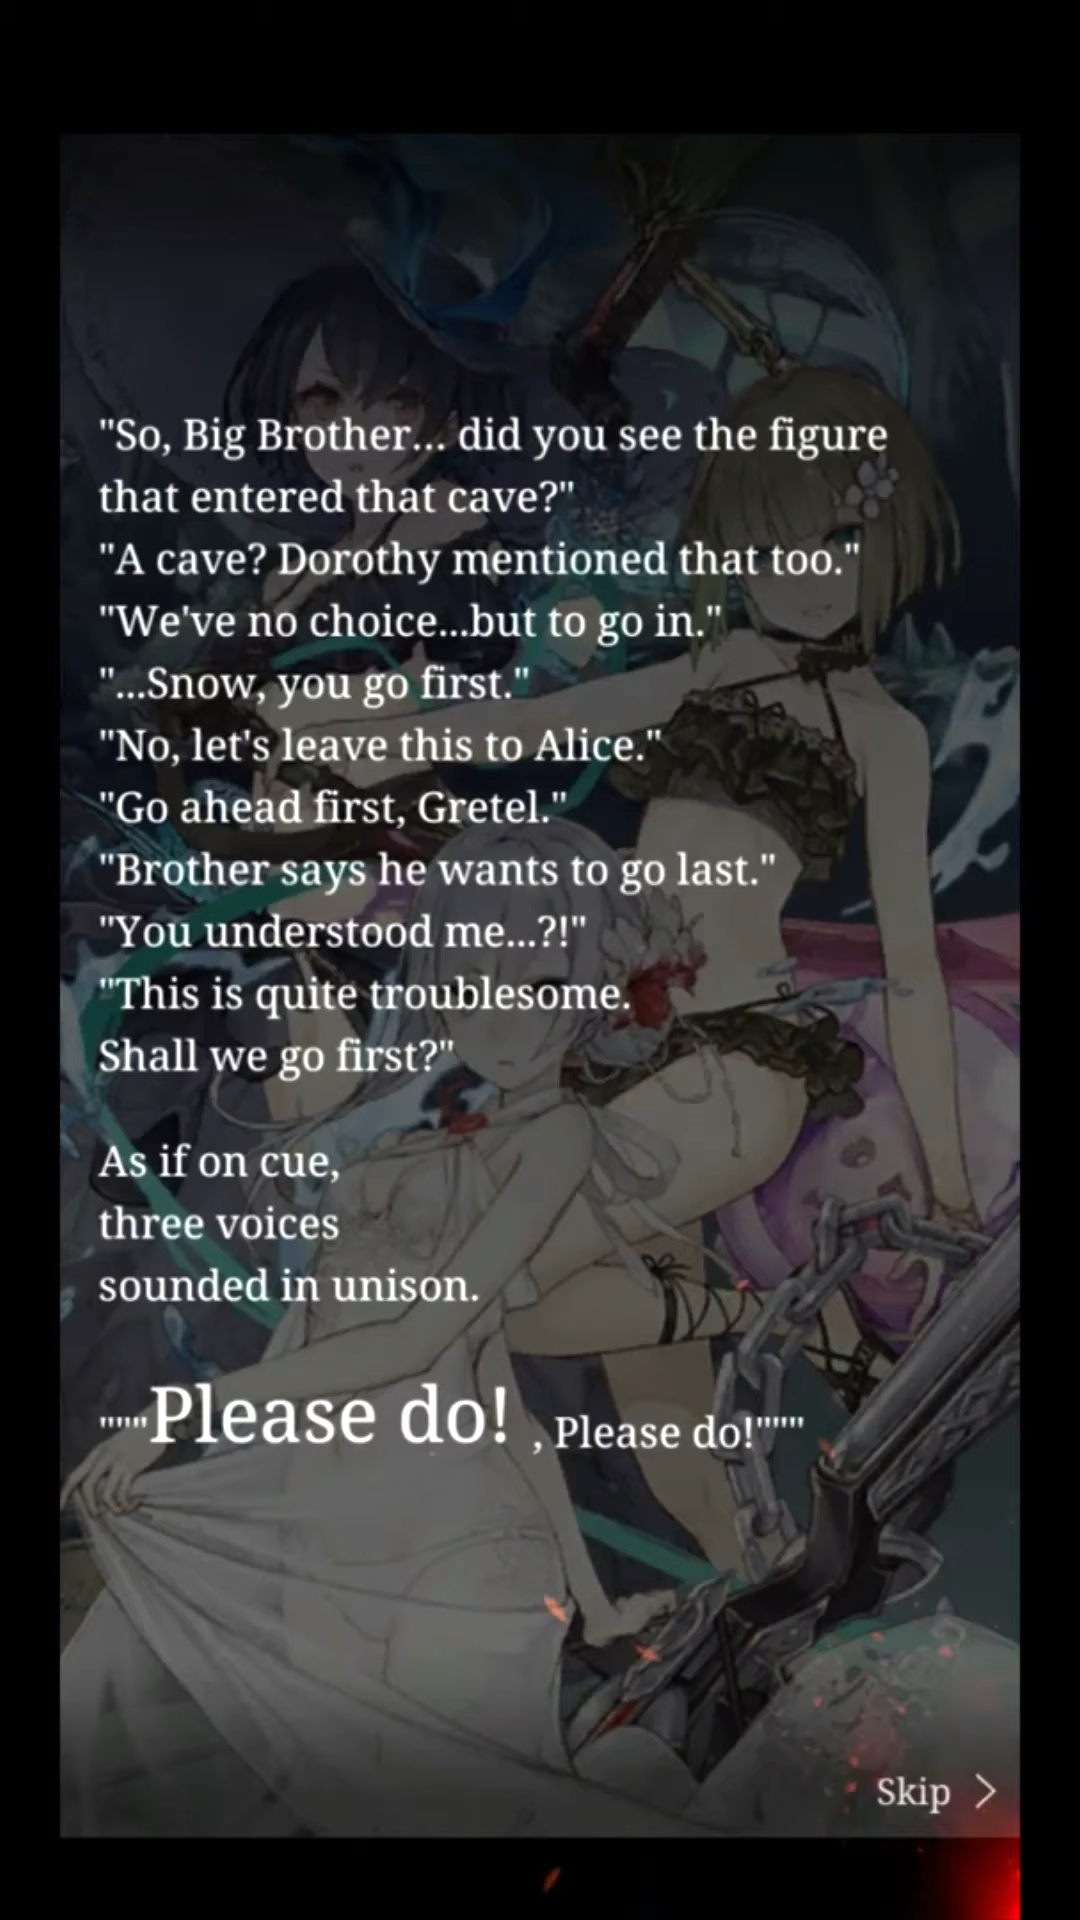 "So, Big Brother... did you see the figure
that entered that cave?"
"A cave? Dorothy mentioned that too."
"We've no choice...but to go in."
"...Snow, you go first."
"No, let's leave this to Alice."
"Go ahead first, Gretel."
"Brother says he wants to go last."
"You understood me...?!"
"This is quite troublesome.
Shall we go first?"
As if on cue,
three voices
sounded in unison.
"""Please do! , Please do!"""
Skip >